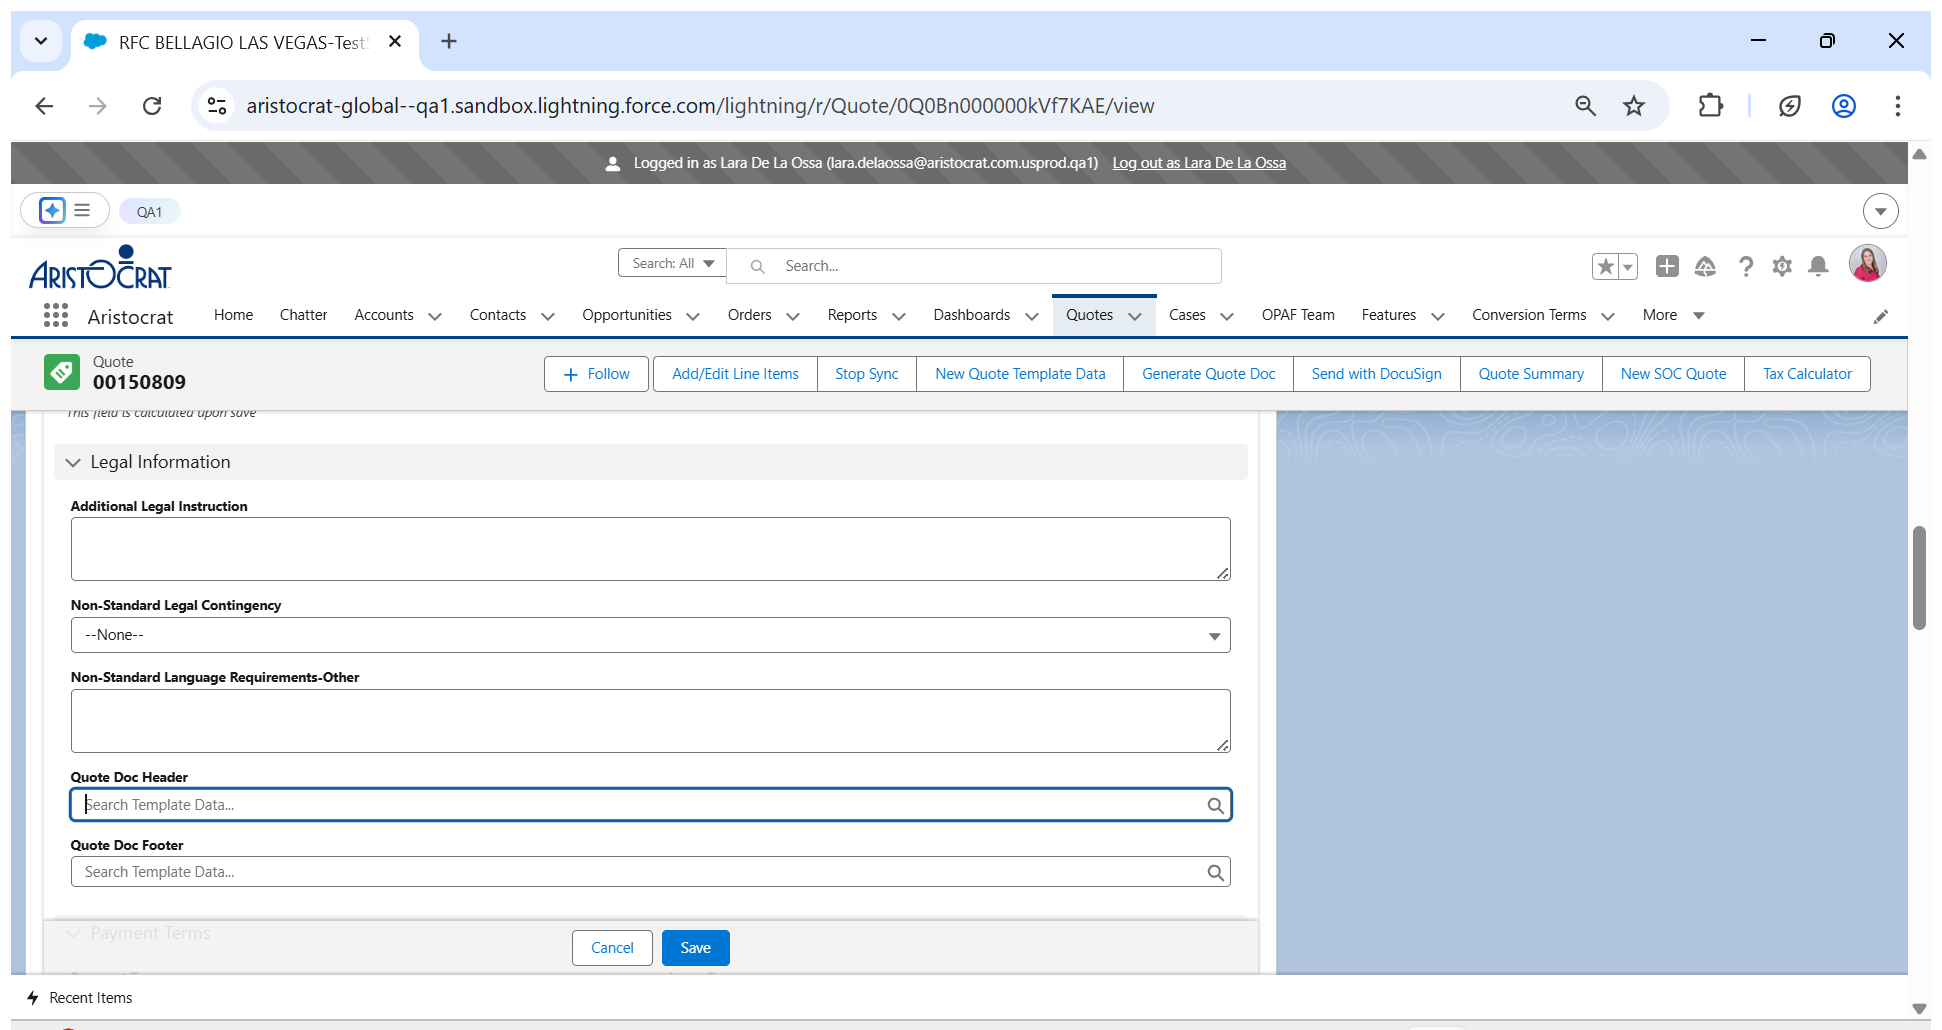 RFC BELLAGIO LAS VEGAS-Test
aristocrat-global--qa1.sandbox.lightning.force.com/lightning/r/Quote/0Q0Bn000000kVf7KAE/view
Logged in as Lara De La Ossa (lara.delaossa@aristocrat.com.usprod.qa1) Log out as Lara De La Ossa
QA1
ARISTOCRAT
Search: All Search...
Aristocrat Home Chatter Accounts Contacts Opportunities Orders Reports Dashboards Quotes Cases OPAF Team Features Conversion Terms More
Quote
00150809
Follow Add/Edit Line Items Stop Sync New Quote Template Data Generate Quote Doc Send with DocuSign Quote Summary New SOC Quote Tax Calculator
This field is calculated upon save
Legal Information
Additional Legal Instruction
Non-Standard Legal Contingency
--None--
Non-Standard Language Requirements-Other
Quote Doc Header
Search Template Data...
Quote Doc Footer
Search Template Data...
Payment Terms
Cancel Save
Recent Items